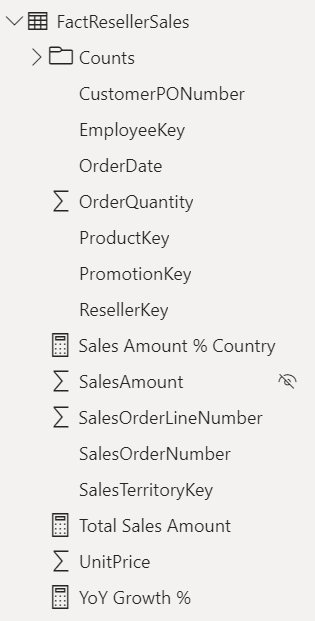 FactResellerSales
Counts
CustomerPONumber
EmployeeKey
OrderDate
OrderQuantity
ProductKey
PromotionKey
ResellerKey
Sales Amount % Country
SalesAmount
SalesOrderLineNumber
SalesOrderNumber
SalesTerritoryKey
Total Sales Amount
UnitPrice
YoY Growth %